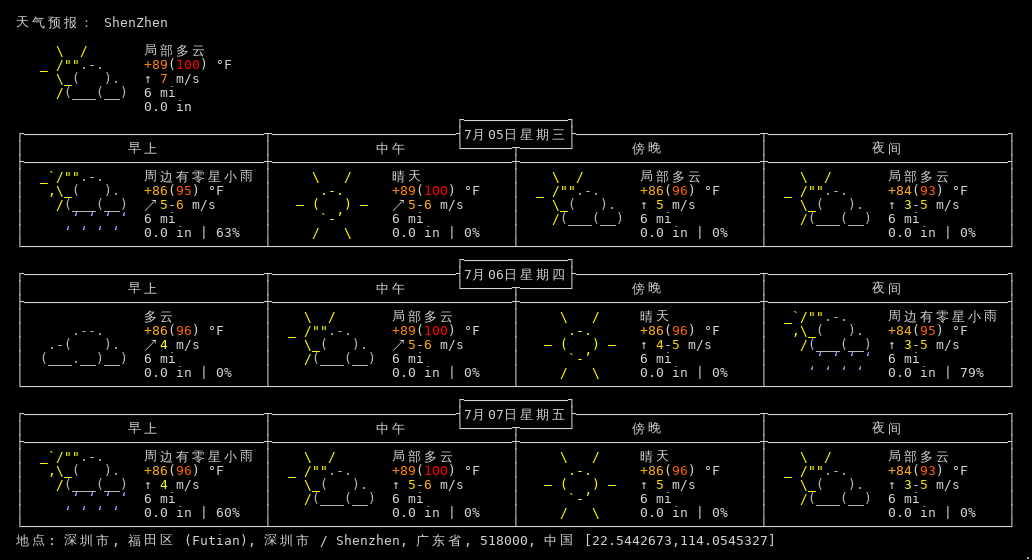 天气预报： ShenZhen
局部多云
+89(100) °F
↑ 7 m/s
6 mi
0.0 in
7月05日星期三
早上 中午 傍晚 夜间
周边有零星小雨 晴天 局部多云 局部多云
+86(95) °F +89(100) °F +86(96) °F +84(93) °F
↗5-6 m/s ↗5-6 m/s ↑ 5 m/s ↑ 3-5 m/s
6 mi 6 mi 6 mi 6 mi
0.0 in | 63% 0.0 in | 0% 0.0 in | 0% 0.0 in | 0%
7月06日星期四
早上 中午 傍晚 夜间
多云 局部多云 晴天 周边有零星小雨
+86(96) °F +89(100) °F +86(96) °F +84(95) °F
↗4 m/s ↗5-6 m/s ↑ 4-5 m/s ↑ 3-5 m/s
6 mi 6 mi 6 mi 6 mi
0.0 in | 0% 0.0 in | 0% 0.0 in | 0% 0.0 in | 79%
7月07日星期五
早上 中午 傍晚 夜间
周边有零星小雨 局部多云 晴天 局部多云
+86(96) °F +89(100) °F +86(96) °F +84(93) °F
↑ 4 m/s ↑ 5-6 m/s ↑ 5 m/s ↑ 3-5 m/s
6 mi 6 mi 6 mi 6 mi
0.0 in | 60% 0.0 in | 0% 0.0 in | 0% 0.0 in | 0%
地点: 深圳市, 福田区 (Futian), 深圳市 / Shenzhen, 广东省, 518000, 中国 [22.5442673,114.0545327]